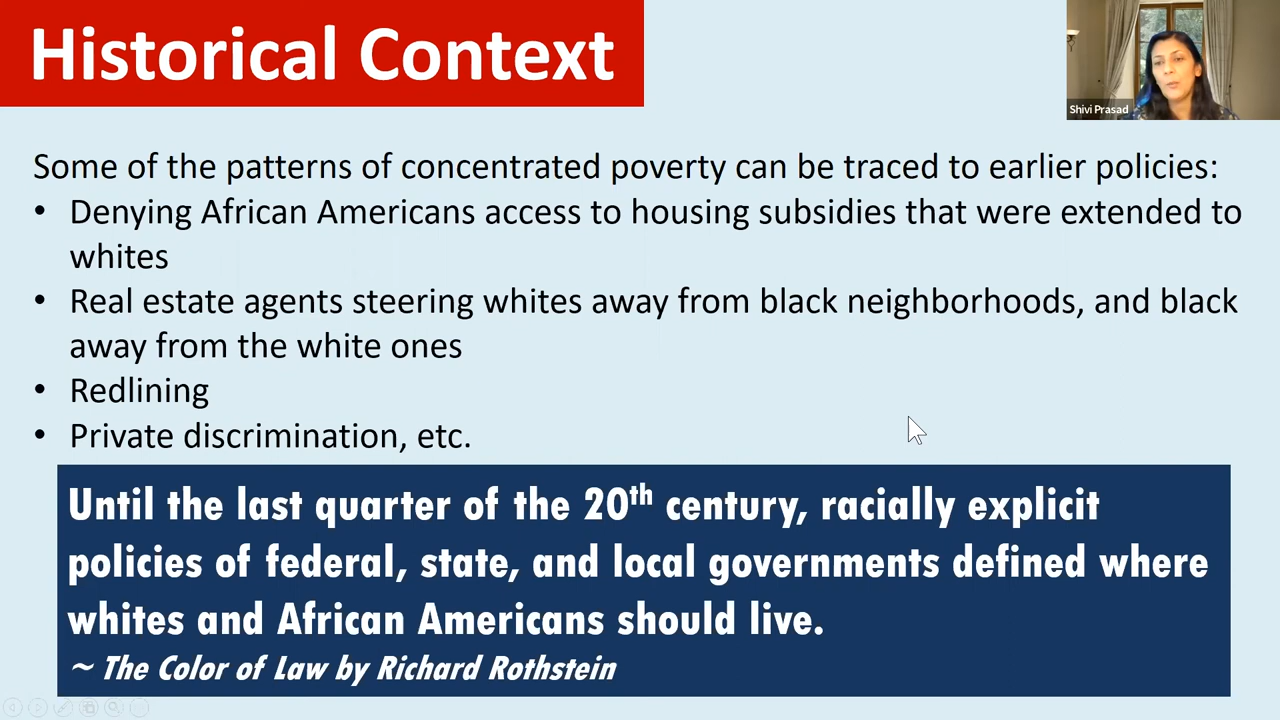 Historical Context
Shivi Prasad
Some of the patterns of concentrated poverty can be traced to earlier policies:
• Denying African Americans access to housing subsidies that were extended to
whites
• Real estate agents steering whites away from black neighborhoods, and black
away from the white ones
• Redlining
• Private discrimination, etc.
Until the last quarter of the 20th century, racially explicit
policies of federal, state, and local governments defined where
whites and African Americans should live.
~ The Color of Law by Richard Rothstein